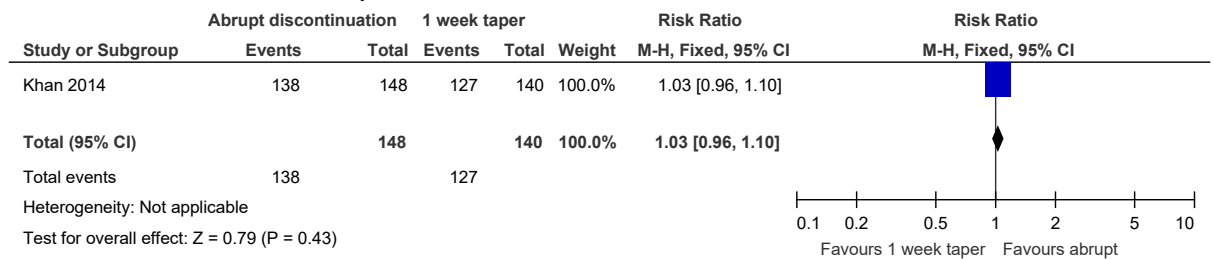 Abrupt discontinuation 1 week taper Risk Ratio Risk Ratio
Study or Subgroup Events Total Events Total Weight M-H, Fixed, 95% CI M-H, Fixed, 95% CI
Khan 2014 138 148 127 140 100.0% 1.03 [0.96, 1.10]
Total (95% CI) 148 140 100.0% 1.03 [0.96, 1.10]
Total events 138 127
Heterogeneity: Not applicable
Test for overall effect: Z = 0.79 (P = 0.43)
0.1 0.2 0.5 1 2 5 10
Favours 1 week taper Favours abrupt